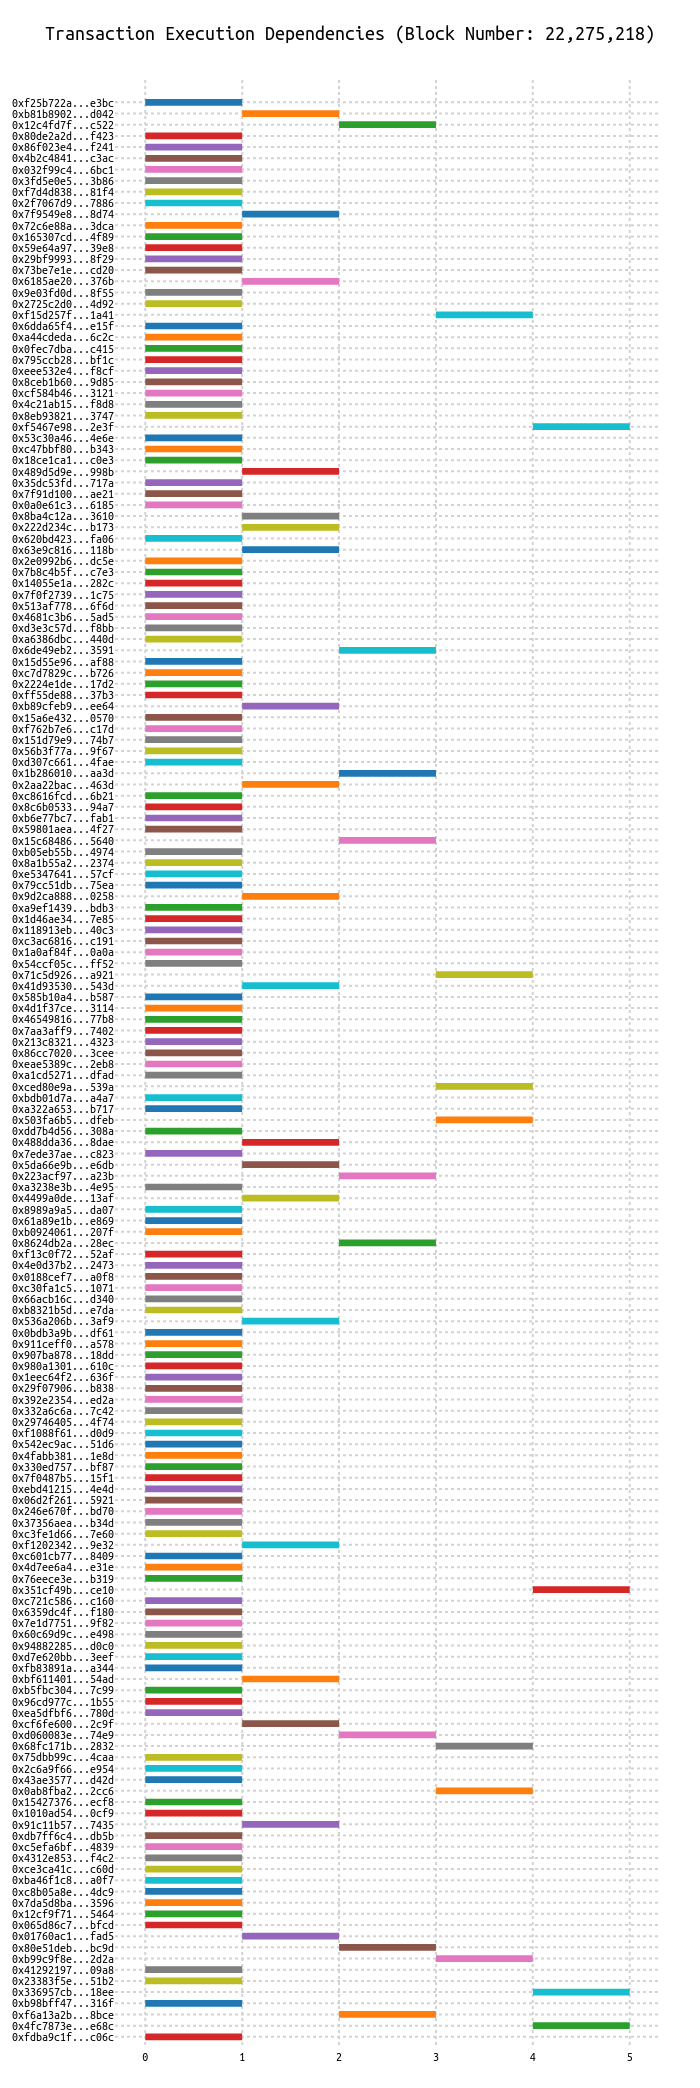 Transaction Execution Dependencies (Block Number: 22,275,218)
0xf25b722a...e3bc
0xb81b8902...d042
0x12c4fd7f...c522
0x80de2a2d...f423
0x86f023e4...f241
0x4b2c4841...c3ac
0x032f99c4...6bc1
0x3fd5e0e5...3b86
0xf7d4d838...81f4
0x2f7067d9...7886
0x7f9549e8...8d74
0x72c6e88a...3dca
0x165307cd...4f89
0x59e64a97...39e8
0x29bf9993...8f29
0x73be7e1e...cd20
0x6185ae20...376b
0x9e03fd0d...8f55
0x2725c2d0...4d92
0xf15d257f...1a41
0x6dda65f4...e15f
0xa44cdeda...6c2c
0x0fec7dba...c415
0x795ccb28...bf1c
0xeee532e4...f8cf
0x8ceb1b60...9d85
0xcf584b46...3121
0x4c21ab15...f8d8
0x8eb93821...3747
0xf5467e98...2e3f
0x53c30a46...4e6e
0xc47bbf80...b343
0x18ce1ca1...c0e3
0x489d5d9e...998b
0x35dc53fd...717a
0x7f91d100...ae21
0x0a0e61c3...6185
0x8ba4c12a...3610
0x222d234c...b173
0x620bd423...fa06
0x63e9c816...118b
0x2e0992b6...dc5e
0x7b8c4b5f...c7e3
0x14055e1a...282c
0x7f0f2739...1c75
0x513af778...6f6d
0x4681c3b6...5ad5
0xd3e3c57d...f8bb
0xa6386dbc...440d
0x6de49eb2...3591
0x15d55e96...af88
0xc7d7829c...b726
0x2224e1de...17d2
0xff55de88...37b3
0xb89cfeb9...ee64
0x15a6e432...0570
0xf762b7e6...c17d
0x151d79e9...74b7
0x56b3f77a...9f67
0xd307c661...4fae
0x1b286010...aa3d
0x2aa22bac...463d
0xc8616fcd...6b21
0x8c6b0533...94a7
0xb6e77bc7...fab1
0x59801aea...4f27
0x15c68486...5640
0xb05eb55b...4974
0x8a1b55a2...2374
0xe5347641...57cf
0x79cc51db...75ea
0x9d2ca888...0258
0xa9ef1439...bdb3
0x1d46ae34...7e85
0x118913eb...40c3
0xc3ac6816...c191
0x1a0af84f...0a0a
0x54ccf05c...ff52
0x71c5d926...a921
0x41d93530...543d
0x585b10a4...b587
0x4d1f37ce...3114
0x46549816...77b8
0x7aa3aff9...7402
0x213c8321...4323
0x86cc7020...3cee
0xeae5389c...2eb8
0xa1cd5271...dfad
0xced80e9a...539a
0xbdb01d7a...a4a7
0xa322a653...b717
0x503fa6b5...dfeb
0xdd7b4d56...308a
0x488dda36...8dae
0x7ede37ae...c823
0x5da66e9b...e6db
0x223acf97...a23b
0xa3238e3b...4e95
0x4499a0de...13af
0x8989a9a5...da07
0x61a89e1b...e869
0xb0924061...207f
0x8624db2a...28ec
0xf13c0f72...52af
0x4e0d37b2...2473
0x0188cef7...a0f8
0xc30fa1c5...1071
0x66acb16c...d340
0xb8321b5d...e7da
0x536a206b...3af9
0x0bdb3a9b...df61
0x911ceff0...a578
0x907ba878...18dd
0x980a1301...610c
0x1eec64f2...636f
0x29f07906...b838
0x392e2354...ed2a
0x332a6c6a...7c42
0x29746405...4f74
0xf1088f61...d0d9
0x542ec9ac...51d6
0x4fabb381...1e8d
0x330ed757...bf87
0x7f0487b5...15f1
0xebd41215...4e4d
0x06d2f261...5921
0x246e670f...bd70
0x37356aea...b34d
0xc3fe1d66...7e60
0xf1202342...9e32
0xc601cb77...8409
0x4d7ee6a4...e31e
0x76eece3e...b319
0x351cf49b...ce10
0xc721c586...c160
0x6359dc4f...f180
0x7e1d7751...9f82
0x60c69d9c...e498
0x94882285...d0c0
0xd7e620bb...3eef
0xfb83891a...a344
0xbf611401...54ad
0xb5fbc304...7c99
0x96cd977c...1b55
0xea5dfbf6...780d
0xcf6fe600...2c9f
0xd060083e...74e9
0x68fc171b...2832
0x75dbb99c...4caa
0x2c6a9f66...e954
0x43ae3577...d42d
0x0ab8fba2...2cc6
0x15427376...ecf8
0x1010ad54...0cf9
0x91c11b57...7435
0xdb7ff6c4...db5b
0xc5efa6bf...4839
0x4312e853...f4c2
0xce3ca41c...c60d
0xba46f1c8...a0f7
0xc8b05a8e...4dc9
0x7da5d8ba...3596
0x12cf9f71...5464
0x065d86c7...bfcd
0x01760ac1...fad5
0x80e51deb...bc9d
0xb99c9f8e...2d2a
0x41292197...09a8
0x23383f5e...51b2
0x336957cb...18ee
0xb98bff47...316f
0xf6a13a2b...8bce
0x4fc7873e...e68c
0xfdba9c1f...c06c
0 1 2 3 4 5